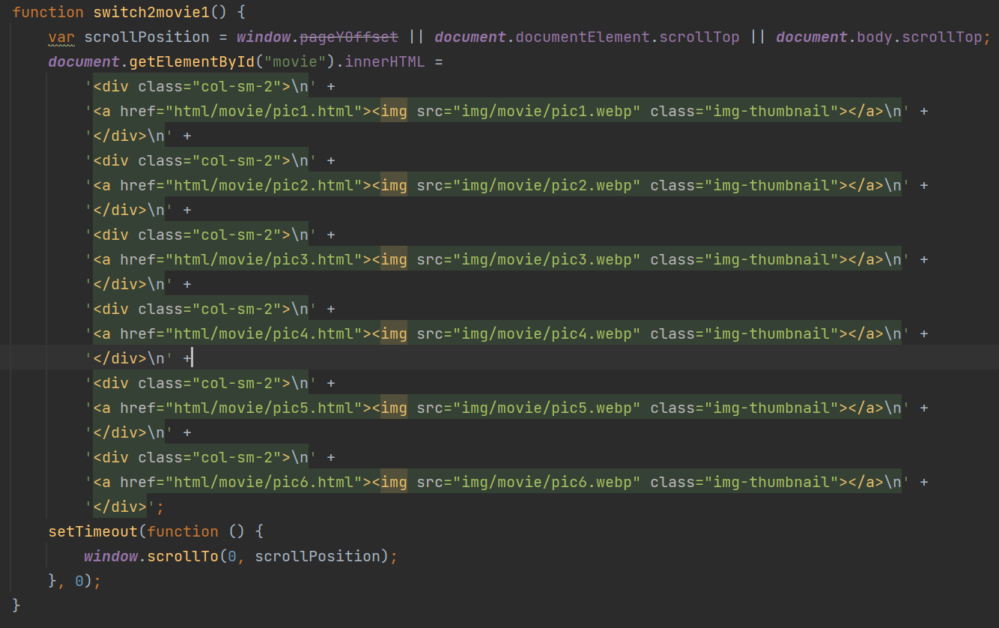 function switch2movie1() {
    var scrollPosition = window.pageYOffset || document.documentElement.scrollTop || document.body.scrollTop;
    document.getElementById("movie").innerHTML =
        '<div class="col-sm-2">\n' +
        '<a href="html/movie/pic1.html"><img src="img/movie/pic1.webp" class="img-thumbnail"></a>\n' +
        '</div>\n' +
        '<div class="col-sm-2">\n' +
        '<a href="html/movie/pic2.html"><img src="img/movie/pic2.webp" class="img-thumbnail"></a>\n' +
        '</div>\n' +
        '<div class="col-sm-2">\n' +
        '<a href="html/movie/pic3.html"><img src="img/movie/pic3.webp" class="img-thumbnail"></a>\n' +
        '</div>\n' +
        '<div class="col-sm-2">\n' +
        '<a href="html/movie/pic4.html"><img src="img/movie/pic4.webp" class="img-thumbnail"></a>\n' +
        '</div>\n' +
        '<div class="col-sm-2">\n' +
        '<a href="html/movie/pic5.html"><img src="img/movie/pic5.webp" class="img-thumbnail"></a>\n' +
        '</div>\n' +
        '<div class="col-sm-2">\n' +
        '<a href="html/movie/pic6.html"><img src="img/movie/pic6.webp" class="img-thumbnail"></a>\n' +
        '</div>';
    setTimeout(function () {
        window.scrollTo(0, scrollPosition);
    }, 0);
}